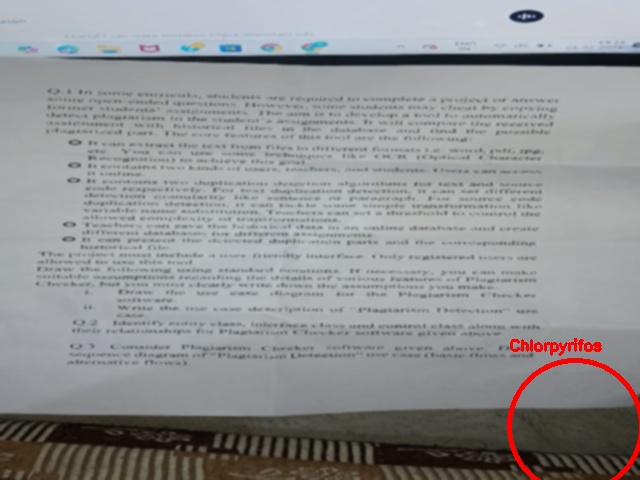 Q.1 In some curricula, students are required to complete a project or answer
some open-ended questions. However, some students may cheat by copying
former students' assignments. The aim is to develop a tool to automatically
detect plagiarism in the student's assignments. It will compare the received
assignment with historical files in the database and find the possible
plagiarized part. The core features of this tool are the following:
It can extract the text from files in different formats i.e. word, pdf, jpg,
etc. You can use some techniques like OCR (Optical Character
Recognition) to achieve this goal.
It contains two kinds of users, teachers, and students. Users can access
it online.
It contains two duplication detection algorithms for text and source
code respectively. For text duplication detection, it can set different
detection granularity like sentence or paragraph. For source code
duplication detection, it can tackle some simple transformation like
variable name substitution. Teachers can set a threshold to control the
allowed complexity of transformations.
Teachers can save the historical data in an online database and create
different databases for different assignments.
It can present the detected duplication parts and the corresponding
historical file.
The project must include a user-friendly interface. Only registered users are
allowed to use this tool.
Draw the following using standard notations. If necessary, you can make
suitable assumptions regarding the details of various features of Plagiarism
Checker, but you must clearly write down the assumptions you make.
i. Draw the use case diagram for the Plagiarism Checker
software.
ii. Write the use case description of "Plagiarism Detection" use
case.
Q.2 Identify entity class, interface class and control class along with
their relationships for Plagiarism Checker software given above.
Chlorpyrifos
Q.3 Consider Plagiarism Checker software given above.
sequence diagram of "Plagiarism Detection" use case (basic flows and
alternative flows).